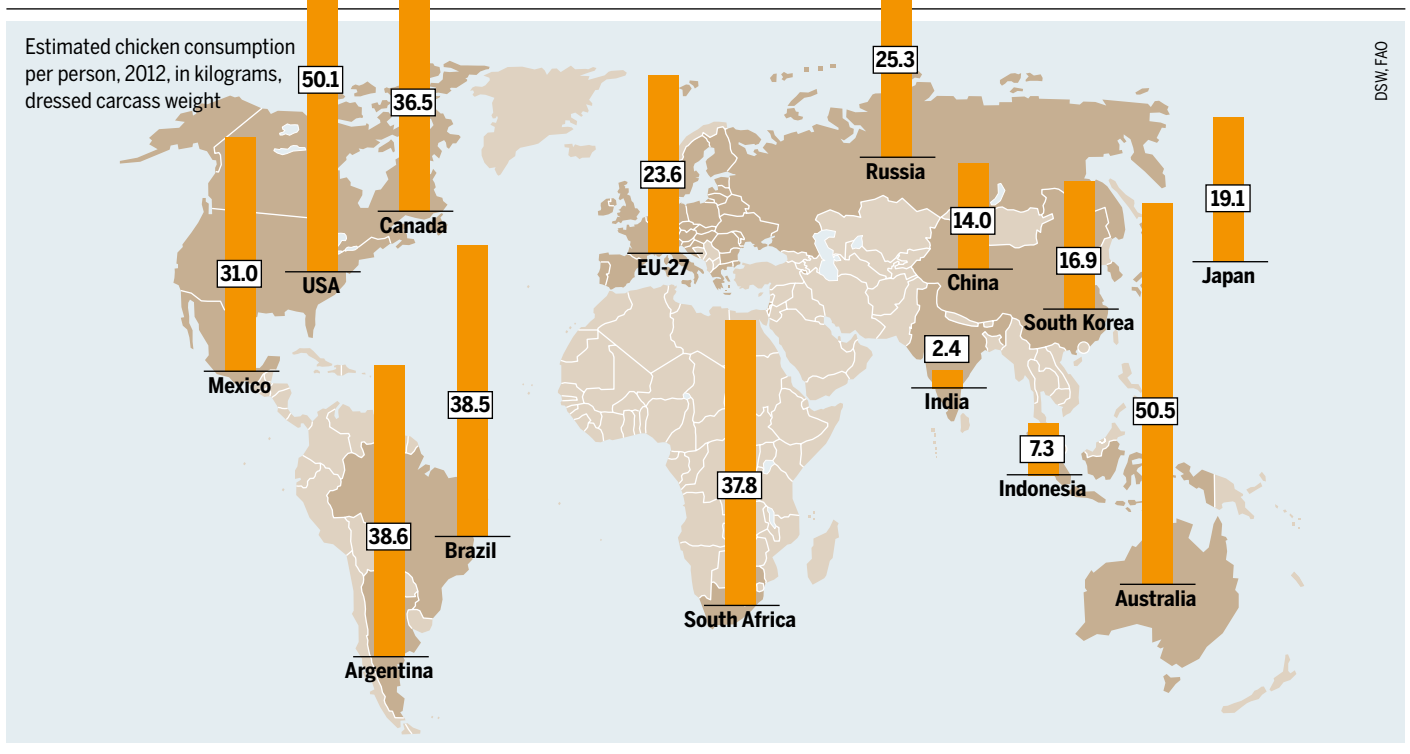 Estimated chicken consumption
per person, 2012, in kilograms,
dressed carcass weight
DSW, FAO
50.1
USA
36.5
Canada
31.0
Mexico
38.6
Argentina
38.5
Brazil
23.6
EU-27
37.8
South Africa
25.3
Russia
14.0
China
16.9
South Korea
19.1
Japan
2.4
India
7.3
Indonesia
50.5
Australia